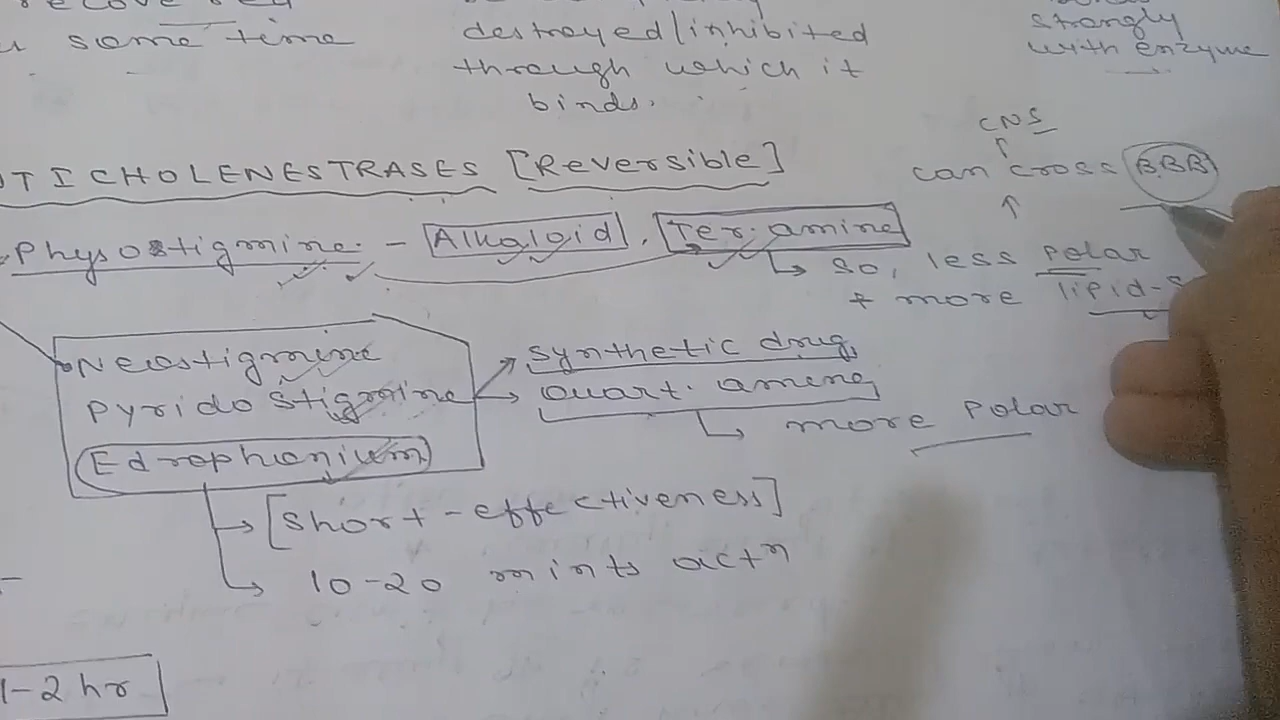 some time
destroyed/inhibited
through which it
binds.
strongly
with enzyme
TICHOLENESTRASES [Reversible]
CNS
can cross BBB
Physostigmine - Alkaloid, Ter. amine
so, less polar
+ more lipid-s
Neostigmine
Pyridostigmine
Edrophonium
synthetic drug,
Quart. amene
more polar
[short-effectiveness]
10-20 mints actn
1-2 hr